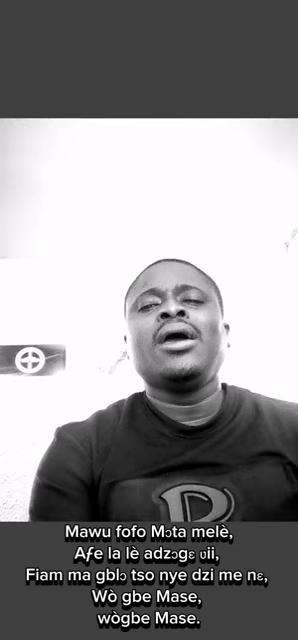 Mawu fofo Mɔta melè,
Aƒe la lè adzɔgɛ ʋii,
Fiam ma gblɔ tso nye dzi me nɛ,
Wò gbe Mase,
wògbe Mase.